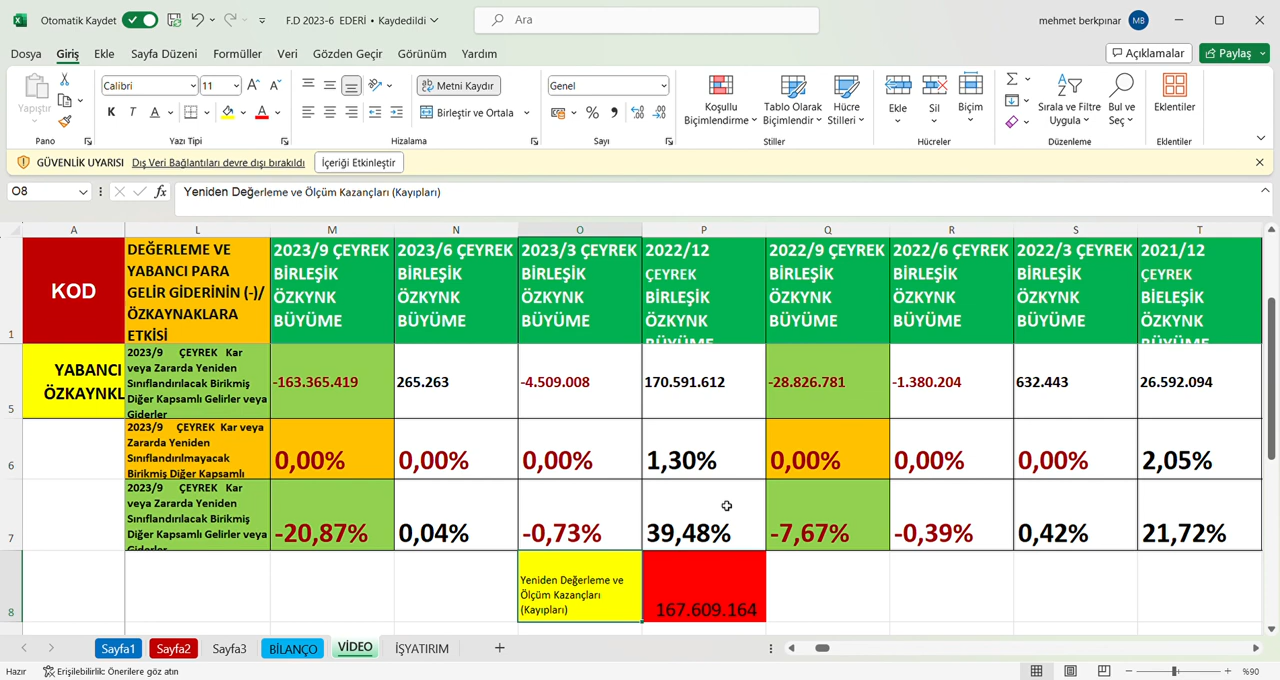 Otomatik Kaydet
F.D 2023-6 EDERİ • Kaydedildi
Ara
mehmet berkpınar MB
Dosya Giriş Ekle Sayfa Düzeni Formüller Veri Gözden Geçir Görünüm Yardım
Açıklamalar Paylaş
Yapıştır
Calibri 11
K T A
Metni Kaydır
Birleştir ve Ortala
Genel
Koşullu
Biçimlendirme
Tablo Olarak
Biçimlendir
Hücre
Stilleri
Ekle
Sil
Biçim
Sırala ve Filtre
Uygula
Bul ve
Seç
Eklentiler
Pano Yazı Tipi Hizalama Sayı Stiller Hücreler Düzenleme Eklentiler
GÜVENLİK UYARISI Dış Veri Bağlantıları devre dışı bırakıldı İçeriği Etkinleştir
O8 fx Yeniden Değerleme ve Ölçüm Kazançları (Kayıpları)
A L M N O P Q R S T
1
KOD
DEĞERLEME VE
YABANCI PARA
GELİR GİDERİNİN (-)/
ÖZKAYNAKLARA
ETKİSİ
2023/9 ÇEYREK
BİRLEŞİK
ÖZKYNK
BÜYÜME
2023/6 ÇEYREK
BİRLEŞİK
ÖZKYNK
BÜYÜME
2023/3 ÇEYREK
BİRLEŞİK
ÖZKYNK
BÜYÜME
2022/12
ÇEYREK
BİRLEŞİK
ÖZKYNK
BÜYÜME
2022/9 ÇEYREK
BİRLEŞİK
ÖZKYNK
BÜYÜME
2022/6 ÇEYREK
BİRLEŞİK
ÖZKYNK
BÜYÜME
2022/3 ÇEYREK
BİRLEŞİK
ÖZKYNK
BÜYÜME
2021/12
ÇEYREK
BİELEŞİK
ÖZKYNK
BÜYÜME
5
YABANCI
ÖZKAYNKL
2023/9 ÇEYREK Kar
veya Zararda Yeniden
Sınıflandırılacak Birikmiş
Diğer Kapsamlı Gelirler veya
Giderler
-163.365.419 265.263 -4.509.008 170.591.612 -28.826.781 -1.380.204 632.443 26.592.094
6
2023/9 ÇEYREK Kar veya
Zararda Yeniden
Sınıflandırılmayacak
Birikmiş Diğer Kapsamlı
0,00% 0,00% 0,00% 1,30% 0,00% 0,00% 0,00% 2,05%
7
2023/9 ÇEYREK Kar
veya Zararda Yeniden
Sınıflandırılacak Birikmiş
Diğer Kapsamlı Gelirler veya
Giderler
-20,87% 0,04% -0,73% 39,48% -7,67% -0,39% 0,42% 21,72%
8
Yeniden Değerleme ve
Ölçüm Kazançları
(Kayıpları)
167.609.164
Sayfa1 Sayfa2 Sayfa3 BİLANÇO VİDEO İŞYATIRIM
Hazır Erişilebilirlik: Önerilere göz atın %90